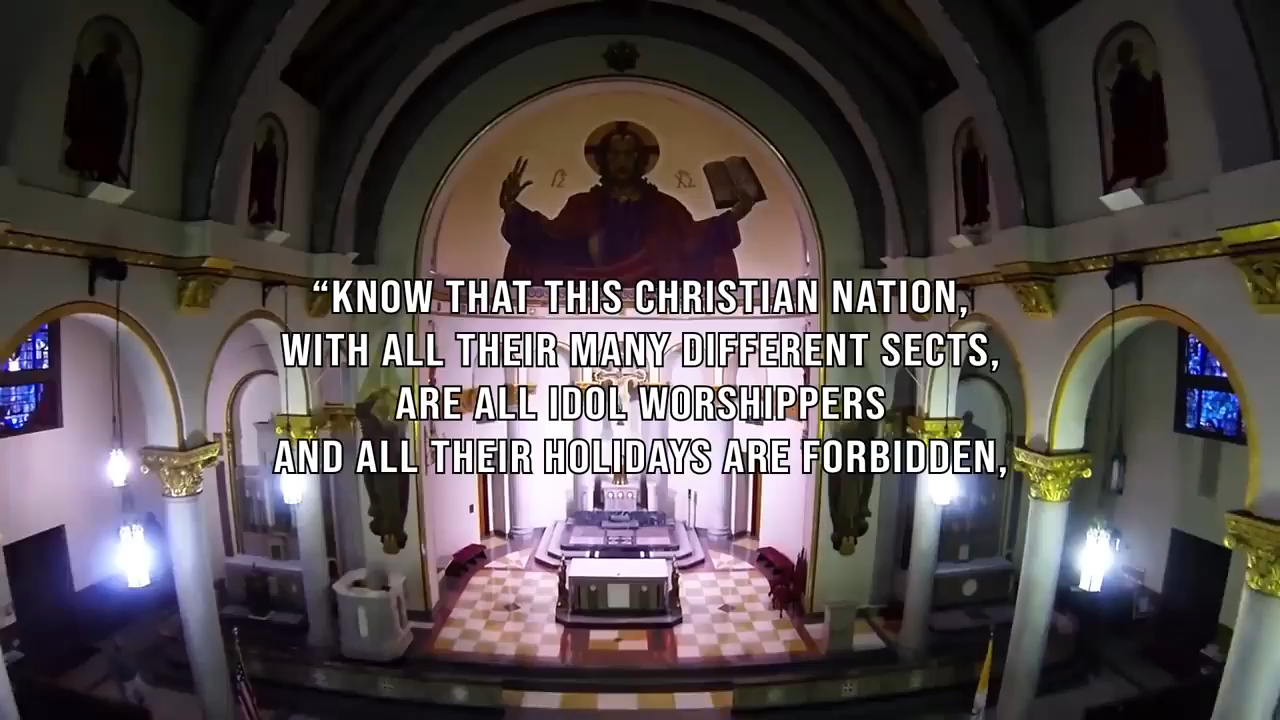 “KNOW THAT THIS CHRISTIAN NATION,
WITH ALL THEIR MANY DIFFERENT SECTS,
ARE ALL IDOL WORSHIPPERS
AND ALL THEIR HOLIDAYS ARE FORBIDDEN,